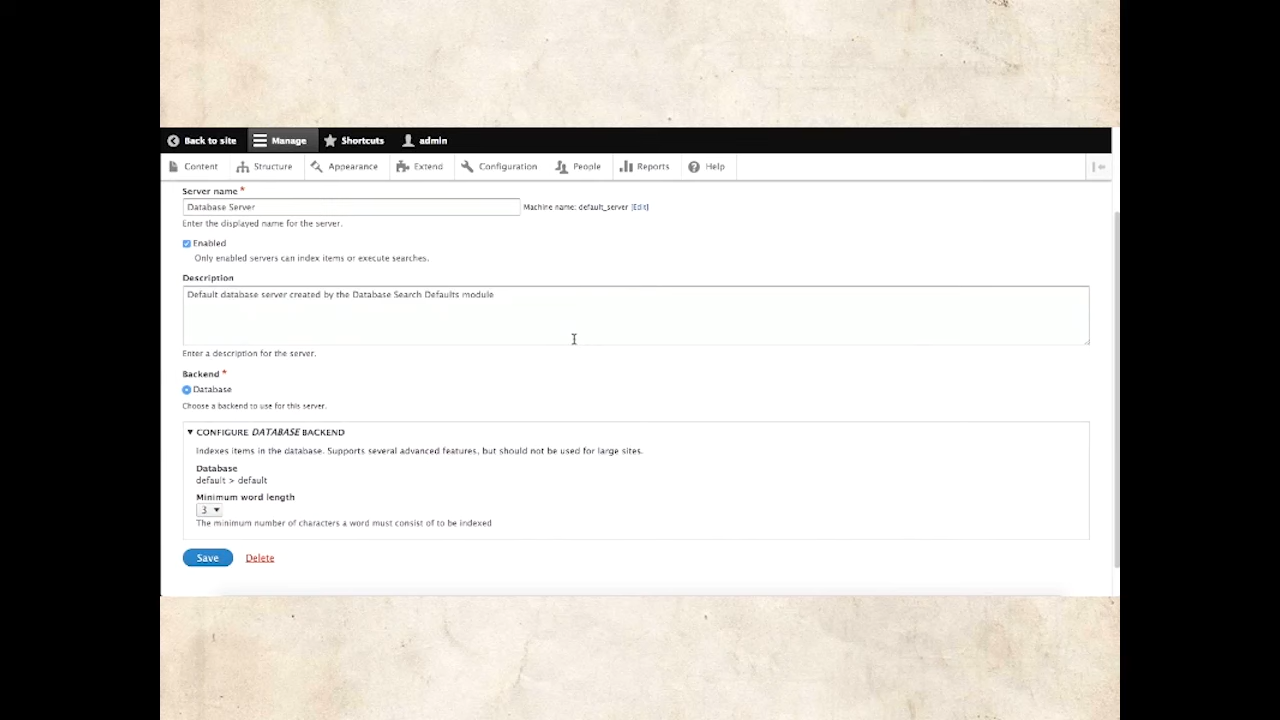 Back to site Manage Shortcuts admin
Content Structure Appearance Extend Configuration People Reports Help
Server name *
Database Server Machine name: default_server [Edit]
Enter the displayed name for the server.
Enabled
Only enabled servers can index items or execute searches.
Description
Default database server created by the Database Search Defaults module
Enter a description for the server.
Backend *
Database
Choose a backend to use for this server.
▼ CONFIGURE DATABASE BACKEND
Indexes items in the database. Supports several advanced features, but should not be used for large sites.
Database
default > default
Minimum word length
3 ▼
The minimum number of characters a word must consist of to be indexed
Save Delete